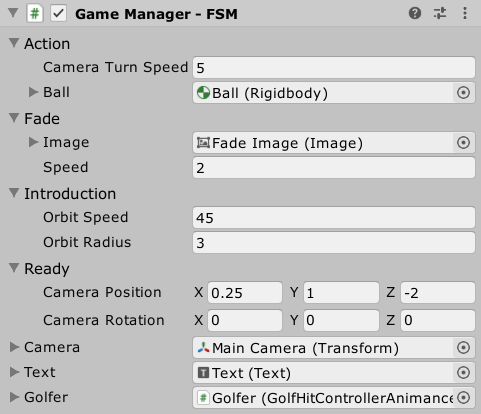 Game Manager - FSM
Action
Camera Turn Speed 5
Ball Ball (Rigidbody)
Fade
Image Fade Image (Image)
Speed 2
Introduction
Orbit Speed 45
Orbit Radius 3
Ready
Camera Position X 0.25 Y 1 Z -2
Camera Rotation X 0 Y 0 Z 0
Camera Main Camera (Transform)
Text Text (Text)
Golfer Golfer (GolfHitControllerAnimance